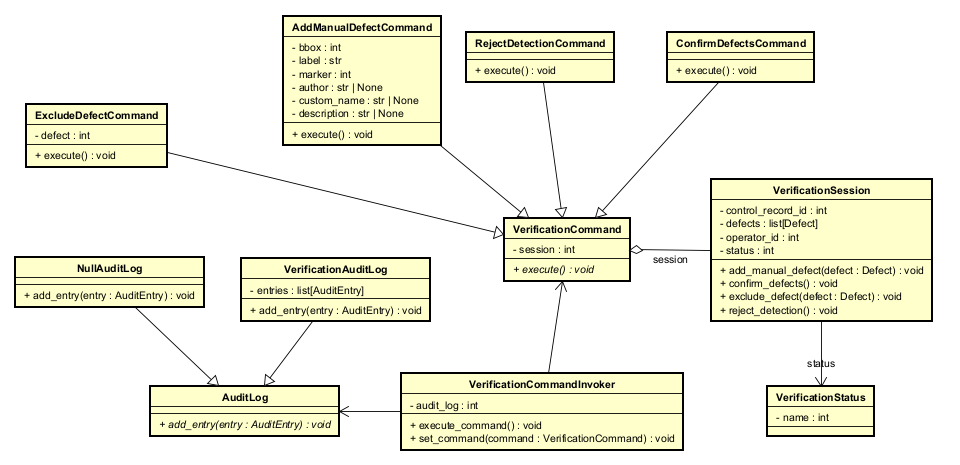 AddManualDefectCommand
- bbox : int
- label : str
- marker : int
- author : str | None
- custom_name : str | None
- description : str | None
+ execute() : void
RejectDetectionCommand
+ execute() : void
ConfirmDefectsCommand
+ execute() : void
ExcludeDefectCommand
- defect : int
+ execute() : void
VerificationCommand
- session : int
+ execute() : void
session
VerificationSession
- control_record_id : int
- defects : list[Defect]
- operator_id : int
- status : int
+ add_manual_defect(defect : Defect) : void
+ confirm_defects() : void
+ exclude_defect(defect : Defect) : void
+ reject_detection() : void
NullAuditLog
+ add_entry(entry : AuditEntry) : void
VerificationAuditLog
- entries : list[AuditEntry]
+ add_entry(entry : AuditEntry) : void
status
AuditLog
+ add_entry(entry : AuditEntry) : void
VerificationCommandInvoker
- audit_log : int
+ execute_command() : void
+ set_command(command : VerificationCommand) : void
VerificationStatus
- name : int